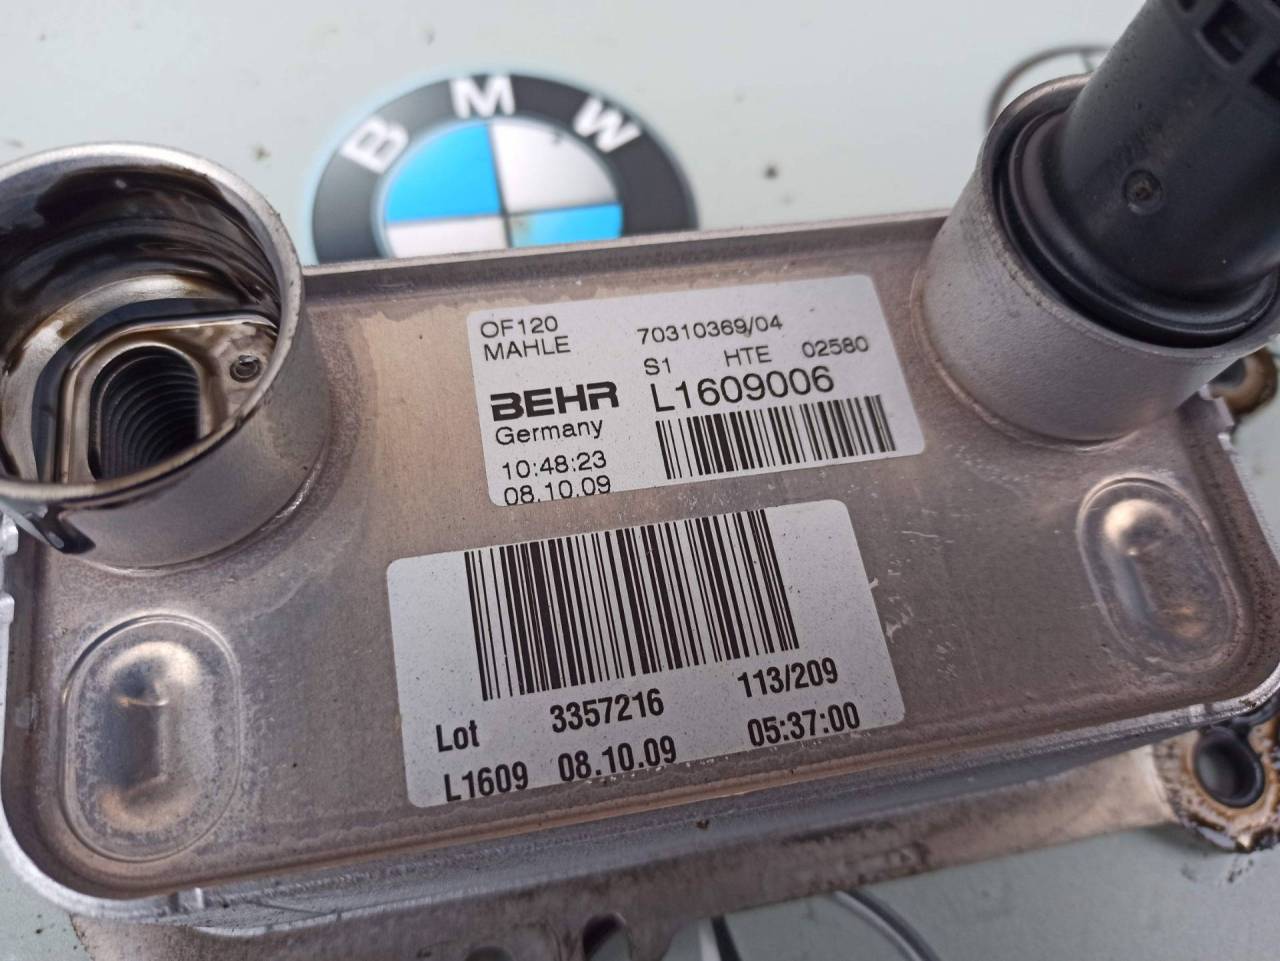 BMW
OF120 70310369/04
MAHLE S1 HTE 02580
BEHR L1609006
Germany
10:48:23
08.10.09
Lot 3357216 113/209
L1609 08.10.09 05:37:00